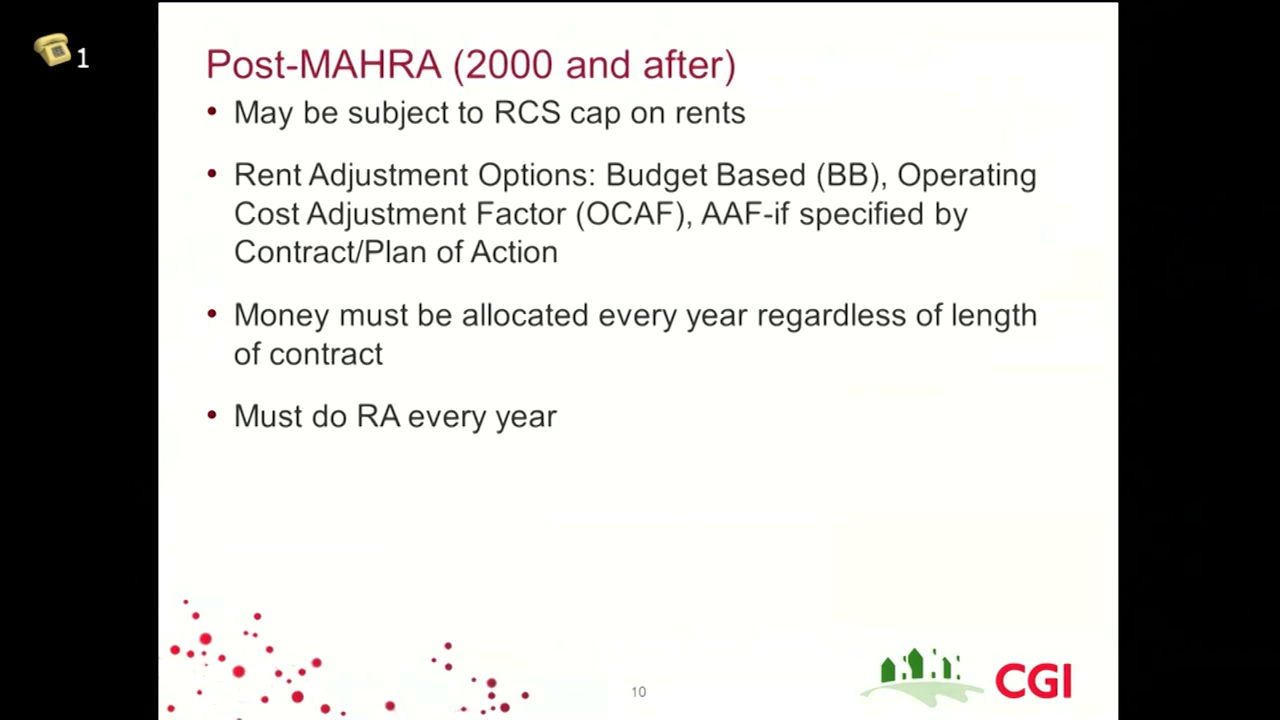 1
Post-MAHRA (2000 and after)
• May be subject to RCS cap on rents
• Rent Adjustment Options: Budget Based (BB), Operating
Cost Adjustment Factor (OCAF), AAF-if specified by
Contract/Plan of Action
• Money must be allocated every year regardless of length
of contract
• Must do RA every year
10
CGI